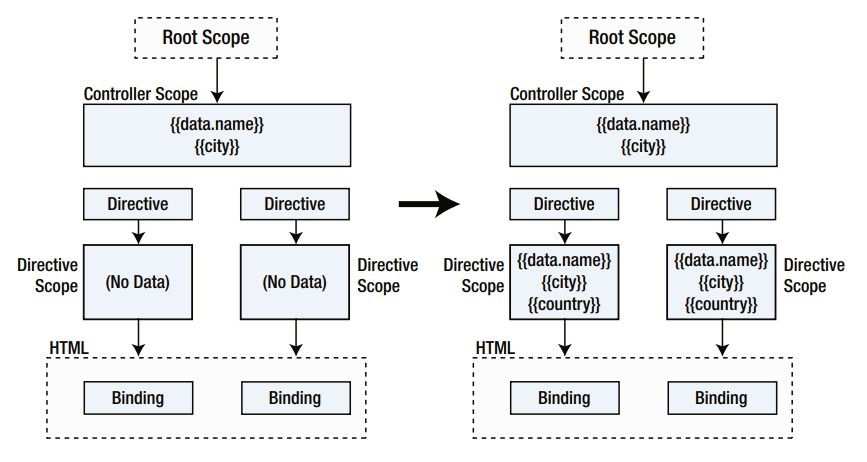 Root Scope
Controller Scope
{{data.name}}
{{city}}
Directive
Directive
Directive
Scope
(No Data)
(No Data)
Directive
Scope
HTML
Binding
Binding
Root Scope
Controller Scope
{{data.name}}
{{city}}
Directive
Directive
Directive
Scope
{{data.name}}
{{city}}
{{country}}
{{data.name}}
{{city}}
{{country}}
Directive
Scope
HTML
Binding
Binding